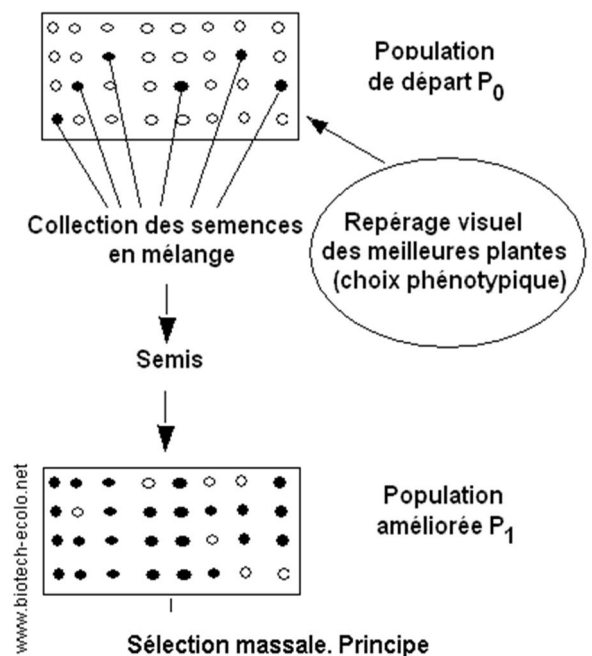 Population
de départ P0
Collection des semences
en mélange
Repérage visuel
des meilleures plantes
(choix phénotypique)
Semis
Population
améliorée P1
www.biotech-ecolo.net
Sélection massale. Principe